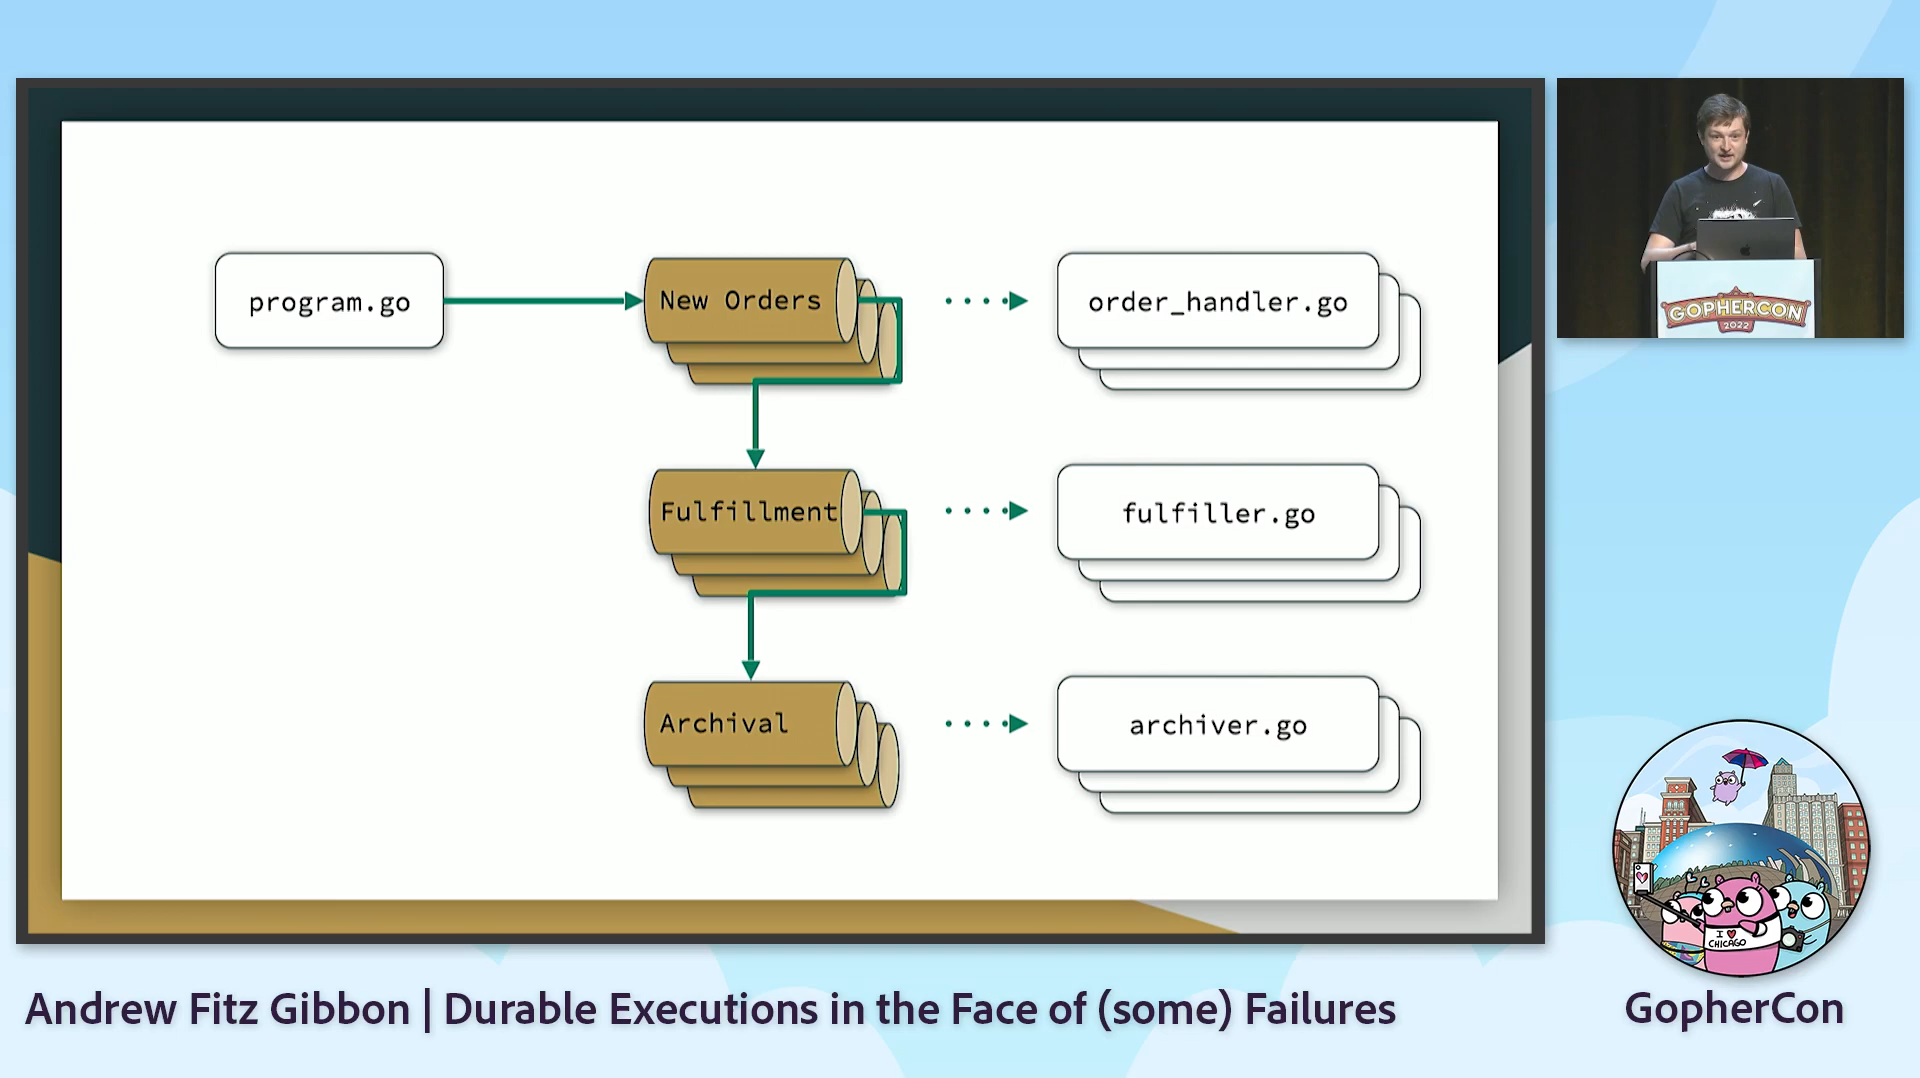 program.go
New Orders
order_handler.go
Fulfillment
fulfiller.go
Archival
archiver.go
GOPHERCON
2022
I
CHICAGO
Andrew Fitz Gibbon | Durable Executions in the Face of (some) Failures
GopherCon